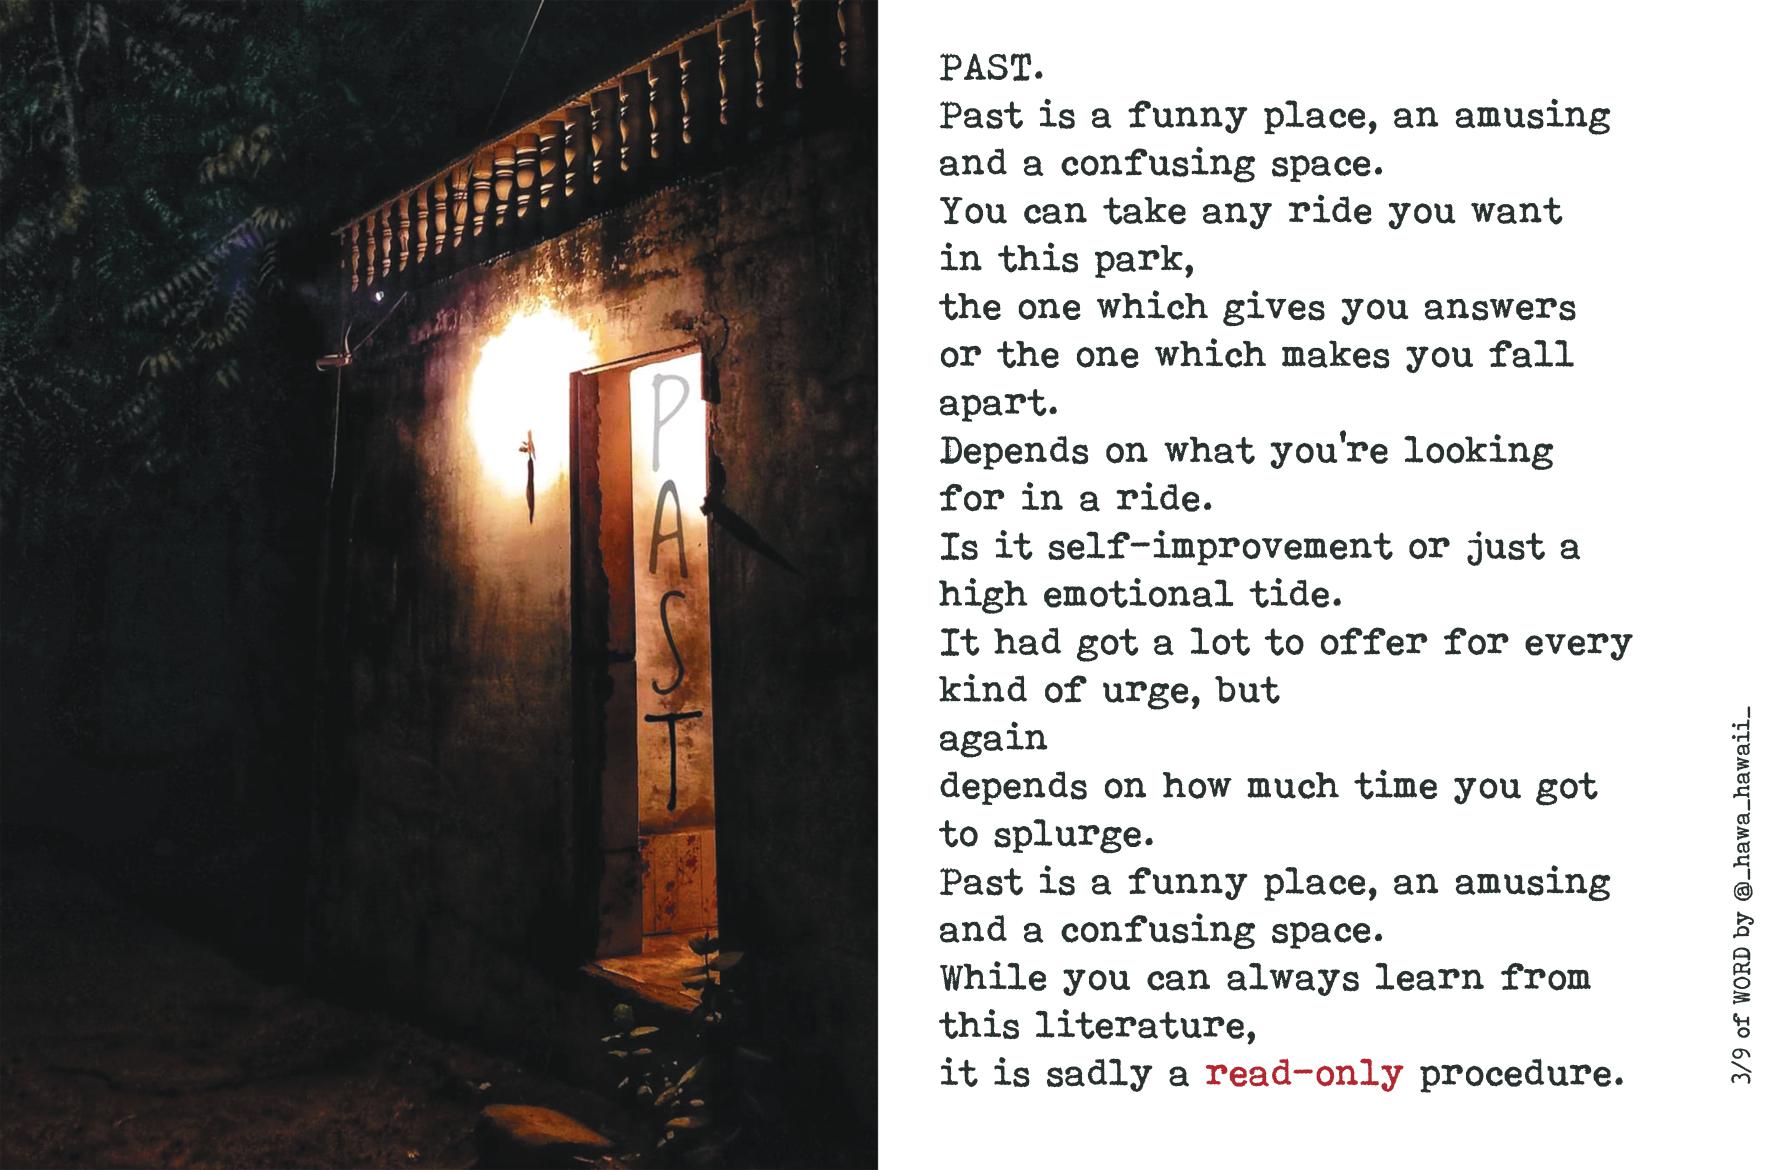 PAST
PAST.
Past is a funny place, an amusing
and a confusing space.
You can take any ride you want
in this park,
the one which gives you answers
or the one which makes you fall
apart.
Depends on what you're looking
for in a ride.
Is it self-improvement or just a
high emotional tide.
It had got a lot to offer for every
kind of urge, but
again
depends on how much time you got
to splurge.
Past is a funny place, an amusing
and a confusing space.
While you can always learn from
this literature,
it is sadly a read-only procedure.
3/9 of WORD by @_hawa_hawaii_